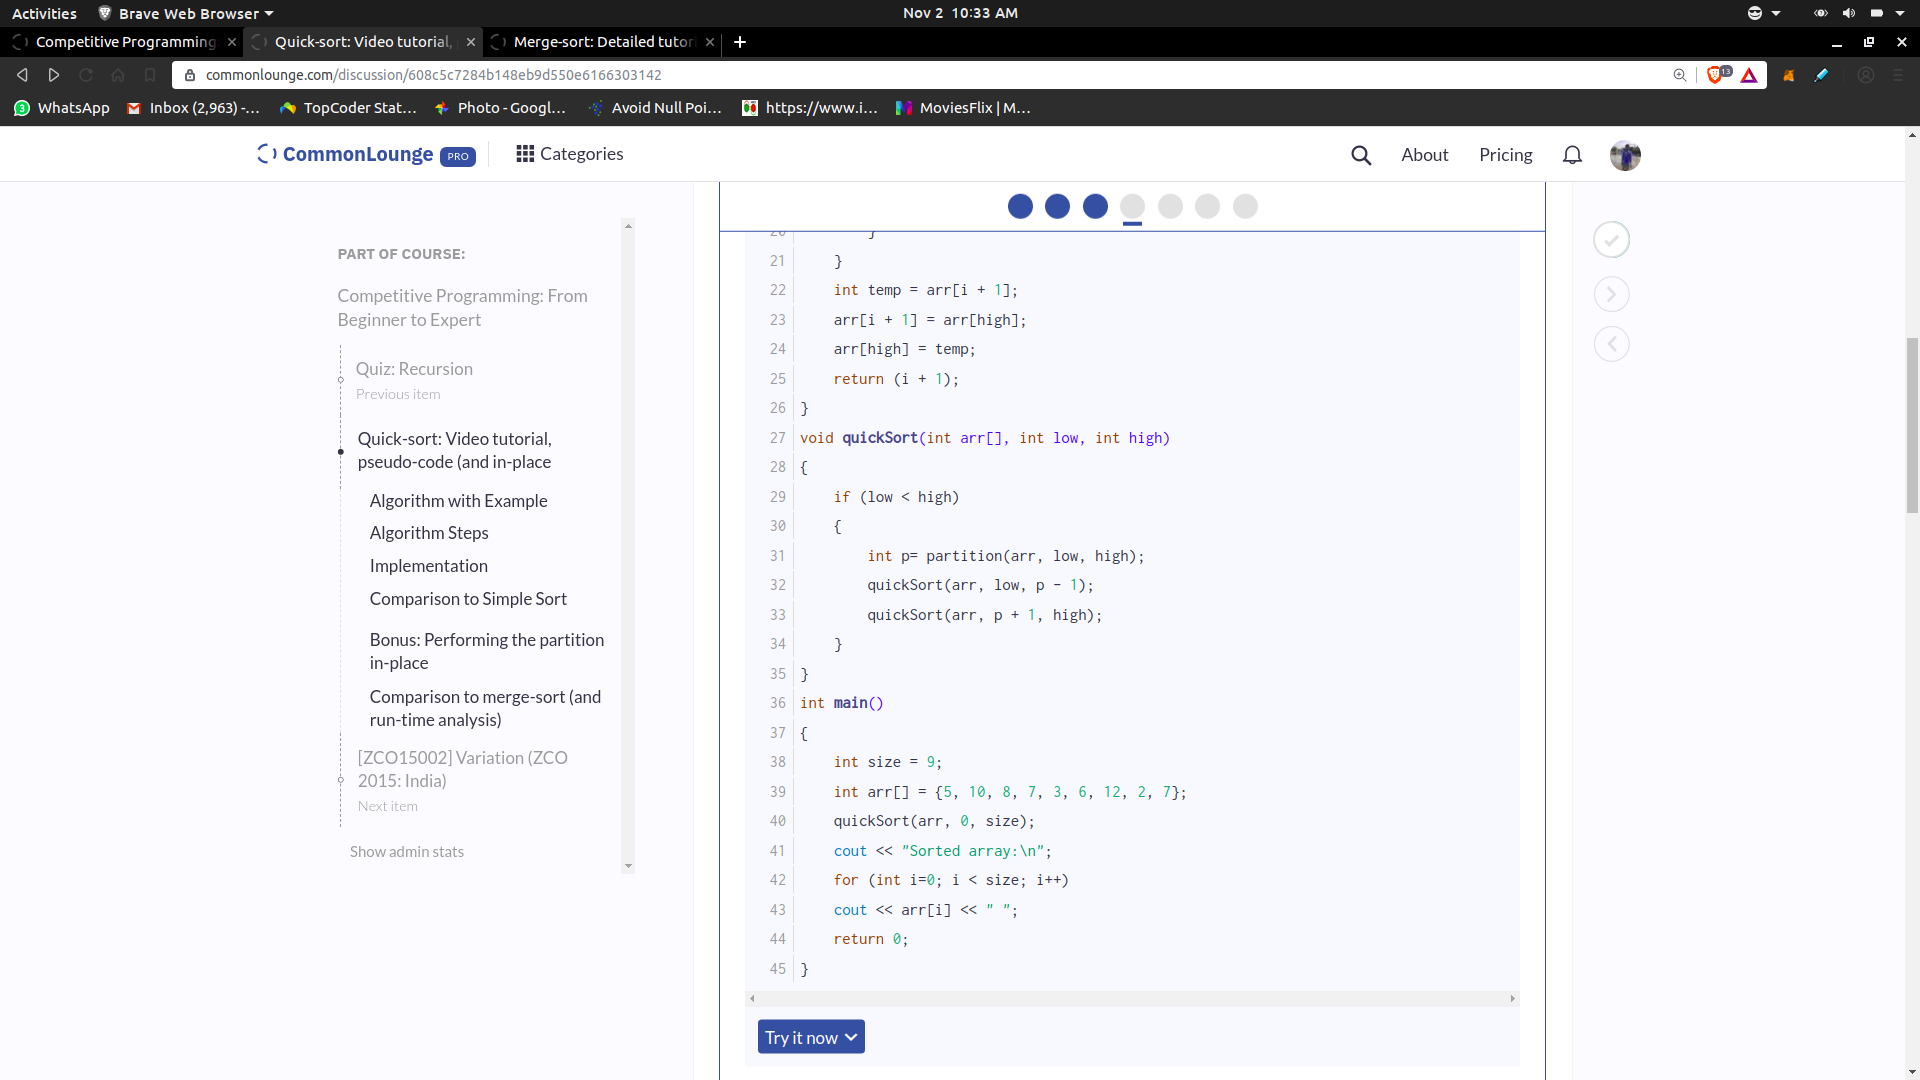 Activities
Brave Web Browser
Nov 2 10:33 AM
Competitive Programming
Quick-sort: Video tutorial,
Merge-sort: Detailed tutor
commonlounge.com/discussion/608c5c7284b148eb9d550e6166303142
13
3
WhatsApp
Inbox (2,963) -...
TopCoder Stat...
Photo - Googl...
Avoid Null Poi...
https://www.i...
MoviesFlix | M...
CommonLounge PRO
Categories
About
Pricing
PART OF COURSE:
Competitive Programming: From
Beginner to Expert
Quiz: Recursion
Previous item
Quick-sort: Video tutorial,
pseudo-code (and in-place
Algorithm with Example
Algorithm Steps
Implementation
Comparison to Simple Sort
Bonus: Performing the partition
in-place
Comparison to merge-sort (and
run-time analysis)
[ZCO15002] Variation (ZCO
2015: India)
Next item
Show admin stats
20 }
21 }
22 int temp = arr[i + 1];
23 arr[i + 1] = arr[high];
24 arr[high] = temp;
25 return (i + 1);
26 }
27 void quickSort(int arr[], int low, int high)
28 {
29 if (low < high)
30 {
31 int p= partition(arr, low, high);
32 quickSort(arr, low, p - 1);
33 quickSort(arr, p + 1, high);
34 }
35 }
36 int main()
37 {
38 int size = 9;
39 int arr[] = {5, 10, 8, 7, 3, 6, 12, 2, 7};
40 quickSort(arr, 0, size);
41 cout << "Sorted array:\n";
42 for (int i=0; i < size; i++)
43 cout << arr[i] << " ";
44 return 0;
45 }
Try it now